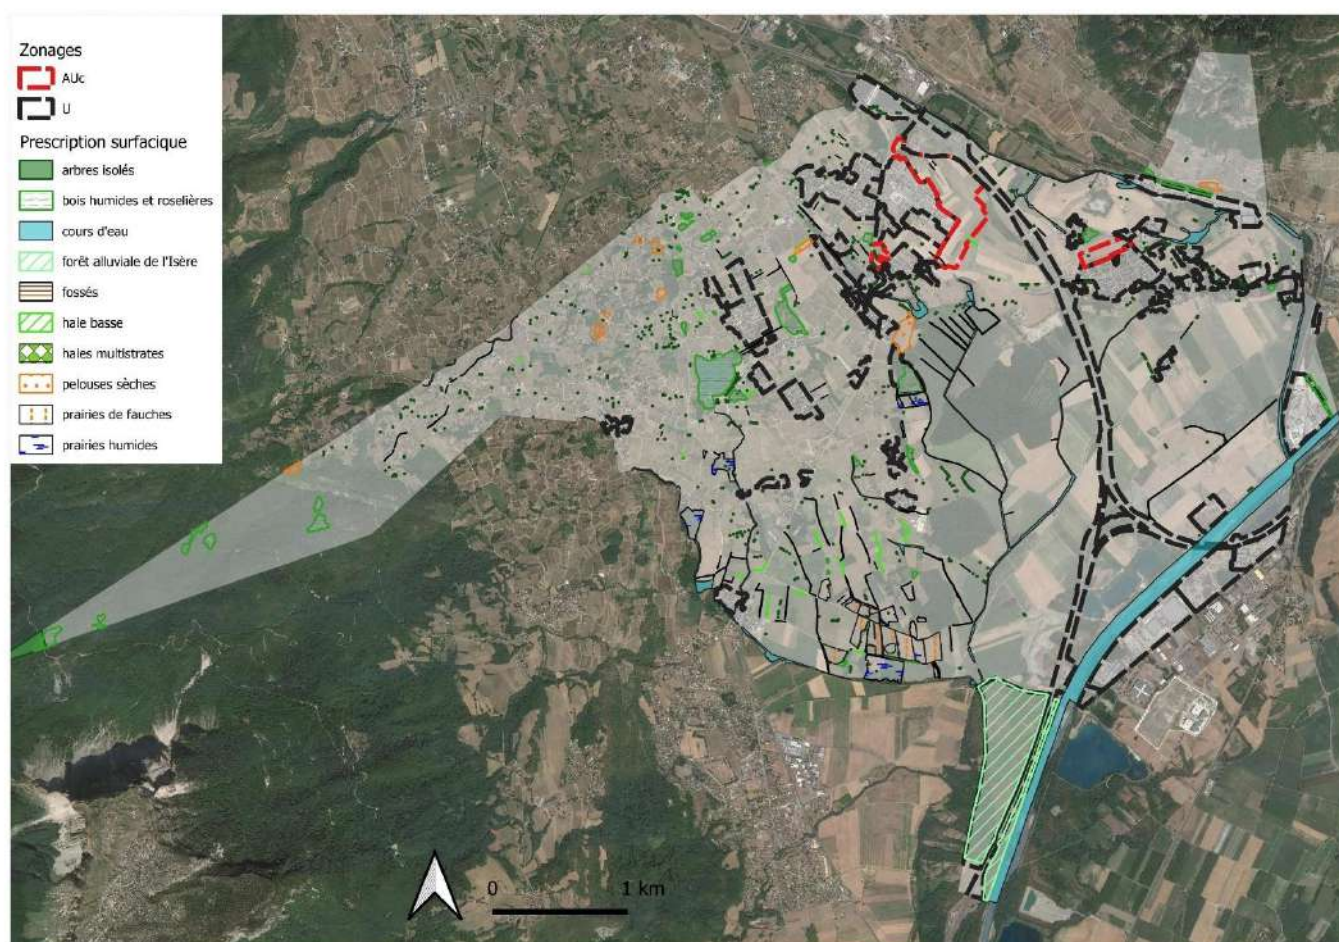 Zonages
AUc
U
Prescription surfacique
arbres isolés
bois humides et roselières
cours d'eau
forêt alluviale de l'Isère
fossés
haie basse
haies multistrates
pelouses sèches
prairies de fauches
prairies humides
0 1 km